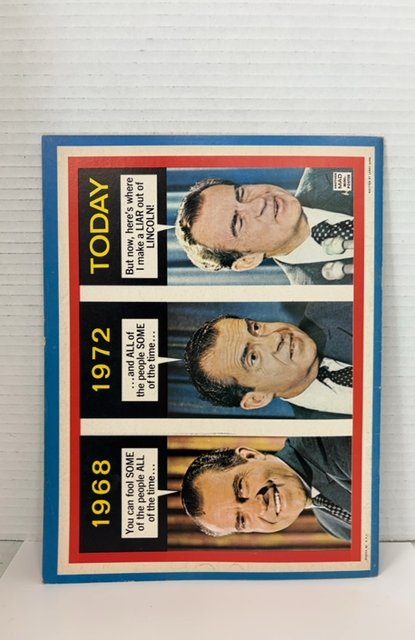 1968
You can fool SOME
of the people ALL
of the time...
1972
...and ALL of
the people SOME
of the time...
TODAY
But now, here's where
I make a LIAR out of
LINCOLN!
MAD